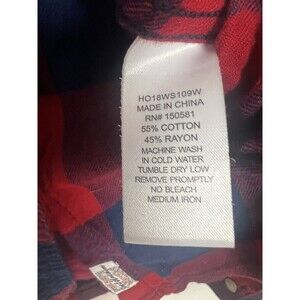 HO18WS109W
MADE IN CHINA
RN# 150581
55% COTTON
45% RAYON
MACHINE WASH
IN COLD WATER
TUMBLE DRY LOW
REMOVE PROMPTLY
NO BLEACH
MEDIUM IRON